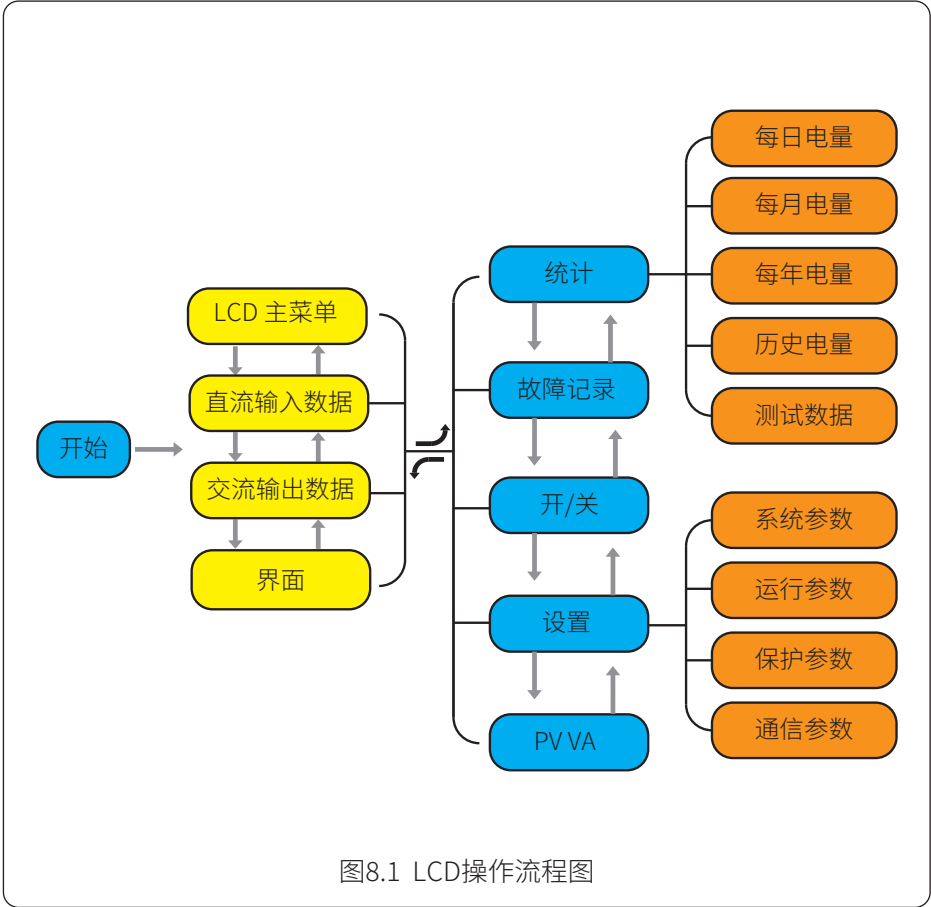 开始
LCD 主菜单
直流输入数据
交流输出数据
界面
统计
故障记录
开/关
设置
PV VA
每日电量
每月电量
每年电量
历史电量
测试数据
系统参数
运行参数
保护参数
通信参数
图8.1 LCD操作流程图